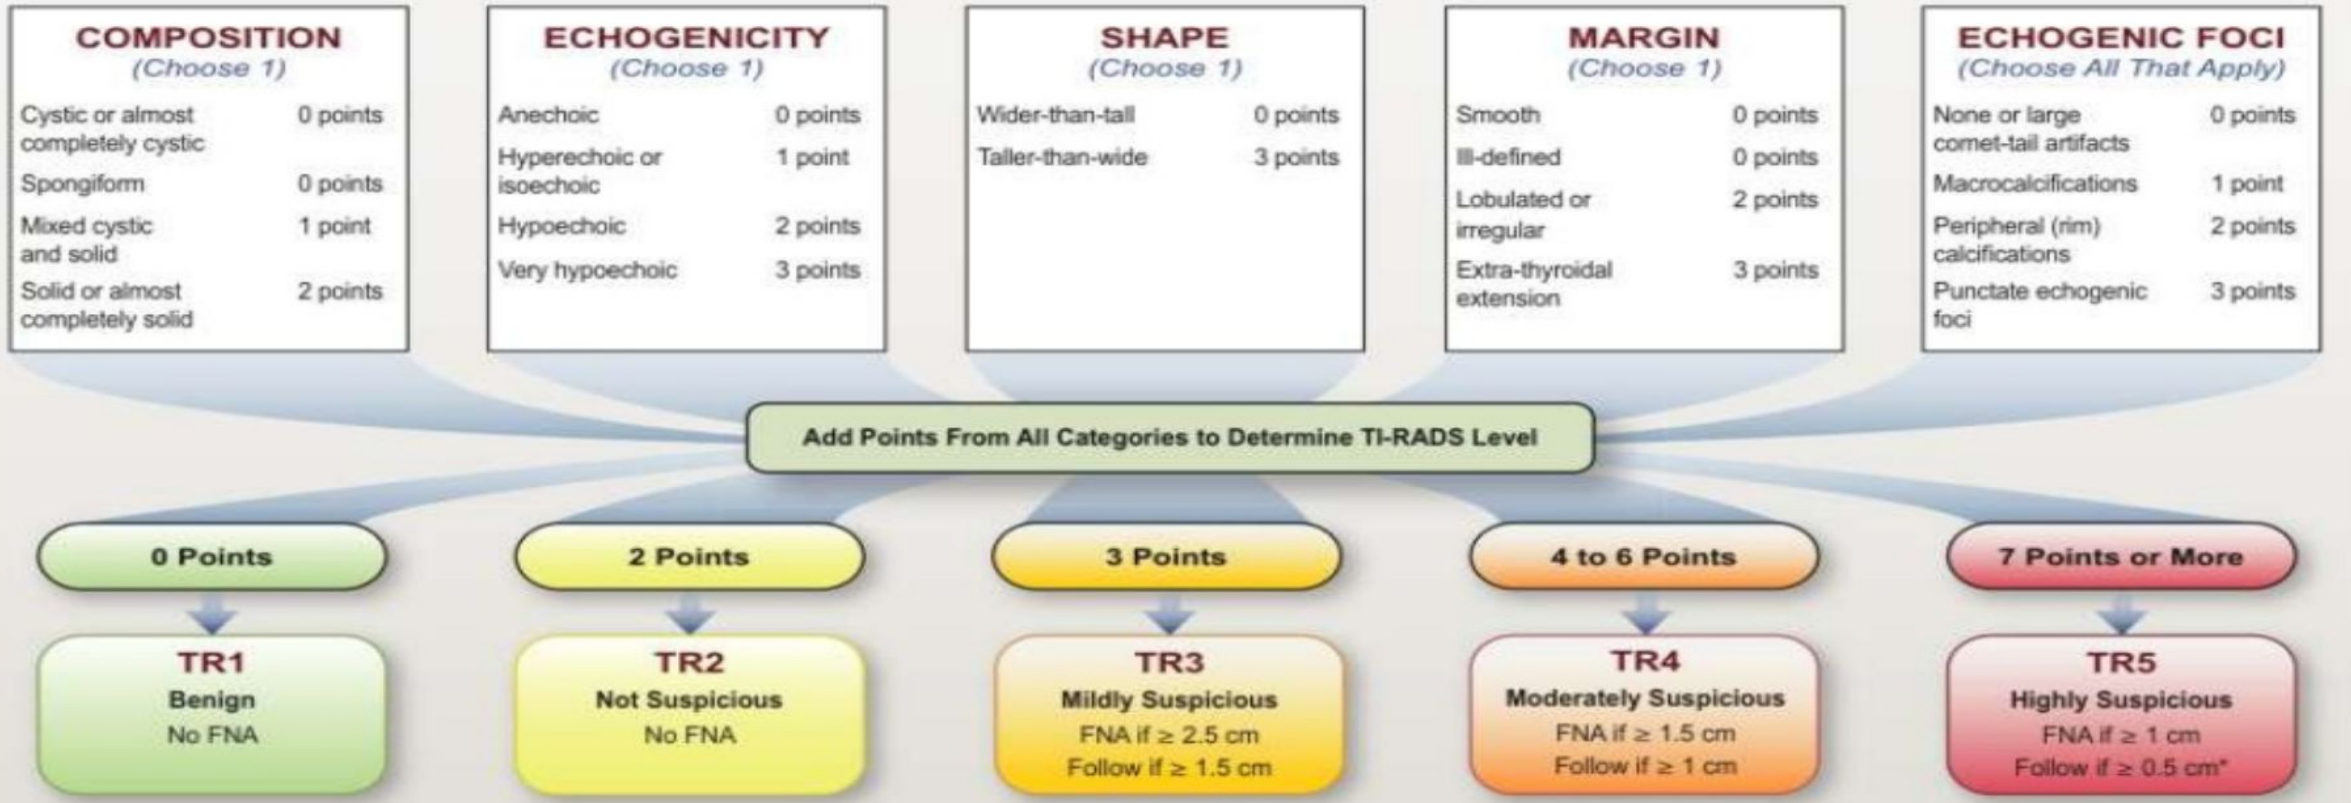 COMPOSITION
(Choose 1)
Cystic or almost 0 points
completely cystic
Spongiform 0 points
Mixed cystic 1 point
and solid
Solid or almost 2 points
completely solid
ECHOGENICITY
(Choose 1)
Anechoic 0 points
Hyperechoic or 1 point
isoechoic
Hypoechoic 2 points
Very hypoechoic 3 points
SHAPE
(Choose 1)
Wider-than-tall 0 points
Taller-than-wide 3 points
MARGIN
(Choose 1)
Smooth 0 points
Ill-defined 0 points
Lobulated or 2 points
irregular
Extra-thyroidal 3 points
extension
ECHOGENIC FOCI
(Choose All That Apply)
None or large 0 points
comet-tail artifacts
Macrocalcifications 1 point
Peripheral (rim) 2 points
calcifications
Punctate echogenic 3 points
foci
Add Points From All Categories to Determine TI-RADS Level
0 Points
2 Points
3 Points
4 to 6 Points
7 Points or More
TR1
Benign
No FNA
TR2
Not Suspicious
No FNA
TR3
Mildly Suspicious
FNA if ≥ 2.5 cm
Follow if ≥ 1.5 cm
TR4
Moderately Suspicious
FNA if ≥ 1.5 cm
Follow if ≥ 1 cm
TR5
Highly Suspicious
FNA if ≥ 1 cm
Follow if ≥ 0.5 cm*